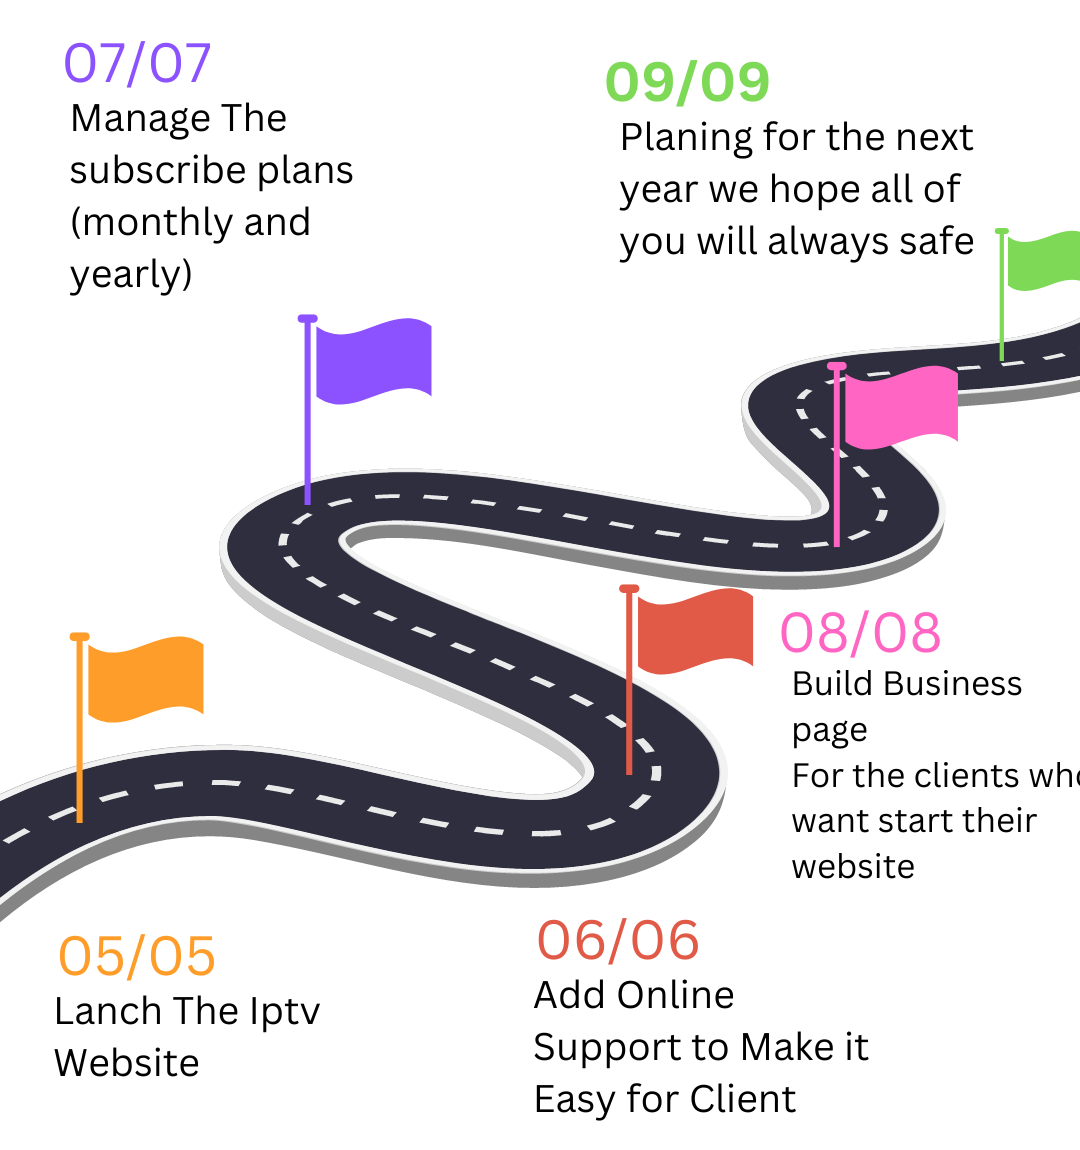 07/07
Manage The
subscribe plans
(monthly and
yearly)
09/09
Planing for the next
year we hope all of
you will always safe
08/08
Build Business
page
For the clients who
want start their
website
05/05
Lanch The Iptv
Website
06/06
Add Online
Support to Make it
Easy for Client